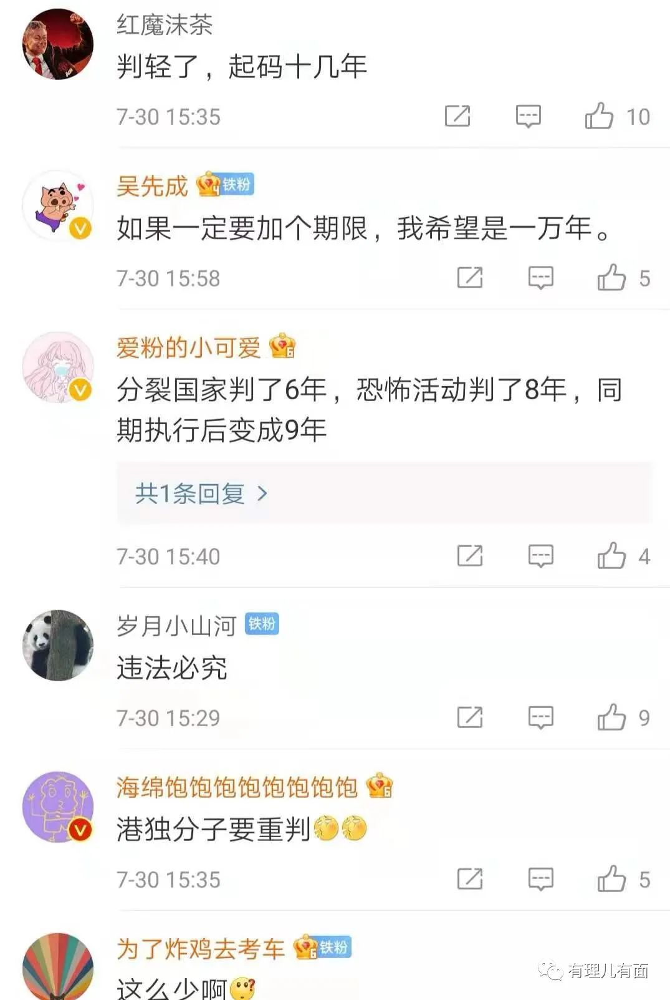 红魔沫茶
判轻了，起码十几年
7-30 15:35
10
吴先成 4 铁粉
如果一定要加个期限，我希望是一万年。
7-30 15:58
5
爱粉的小可爱 6
分裂国家判了6年，恐怖活动判了8年，同
期执行后变成9年
共1条回复 >
7-30 15:40
4
岁月小山河 铁粉
违法必究
7-30 15:29
9
海绵饱饱饱饱饱饱饱饱 6
港独分子要重判
7-30 15:35
5
为了炸鸡去考车 6 铁粉
有理儿有面
这么少啊